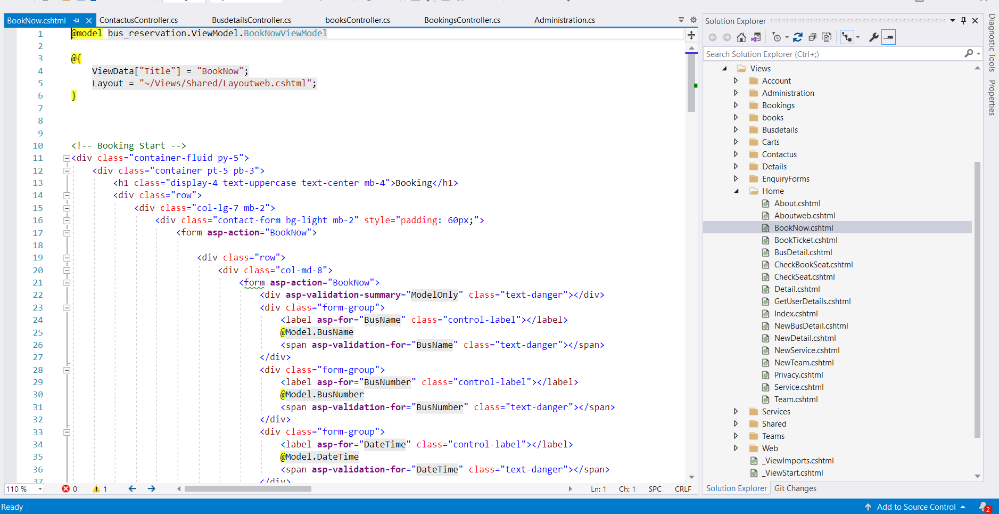 BookNow.cshtml
ContactusController.cs
BusdetailsController.cs
booksController.cs
BookingsController.cs
Administration.cs
1 @model bus_reservation.ViewModel.BookNowViewModel
2
3 @{
4 ViewData["Title"] = "BookNow";
5 Layout = "~/Views/Shared/Layoutweb.cshtml";
6 }
7
8
9
10 <!-- Booking Start -->
11 <div class="container-fluid py-5">
12 <div class="container pt-5 pb-3">
13 <h1 class="display-4 text-uppercase text-center mb-4">Booking</h1>
14 <div class="row">
15 <div class="col-lg-7 mb-2">
16 <div class="contact-form bg-light mb-2" style="padding: 60px;">
17 <form asp-action="BookNow">
18
19 <div class="row">
20 <div class="col-md-8">
21 <form asp-action="BookNow">
22 <div asp-validation-summary="ModelOnly" class="text-danger"></div>
23 <div class="form-group">
24 <label asp-for="BusName" class="control-label"></label>
25 @Model.BusName
26 <span asp-validation-for="BusName" class="text-danger"></span>
27 </div>
28 <div class="form-group">
29 <label asp-for="BusNumber" class="control-label"></label>
30 @Model.BusNumber
31 <span asp-validation-for="BusNumber" class="text-danger"></span>
32 </div>
33 <div class="form-group">
34 <label asp-for="DateTime" class="control-label"></label>
35 @Model.DateTime
36 <span asp-validation-for="DateTime" class="text-danger"></span>
37 </div>
110 %
0
1
Ln: 1
Ch: 1
SPC
CRLF
Solution Explorer
Search Solution Explorer (Ctrl+;)
Views
Account
Administration
Bookings
books
Busdetails
Carts
Contactus
Details
EnquiryForms
Home
About.cshtml
Aboutweb.cshtml
BookNow.cshtml
BookTicket.cshtml
BusDetail.cshtml
CheckBookSeat.cshtml
CheckSeat.cshtml
Detail.cshtml
GetUserDetails.cshtml
Index.cshtml
NewBusDetail.cshtml
NewDetail.cshtml
NewService.cshtml
NewTeam.cshtml
Privacy.cshtml
Service.cshtml
Team.cshtml
Services
Shared
Teams
Web
_ViewImports.cshtml
_ViewStart.cshtml
Solution Explorer
Git Changes
Diagnostic Tools
Properties
Ready
Add to Source Control
2